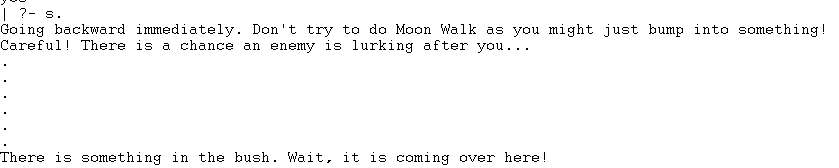 yes
| ?- s.
Going backward immediately. Don't try to do Moon Walk as you might just bump into something!
Careful! There is a chance an enemy is lurking after you...
.
.
.
.
.
.
There is something in the bush. Wait, it is coming over here!